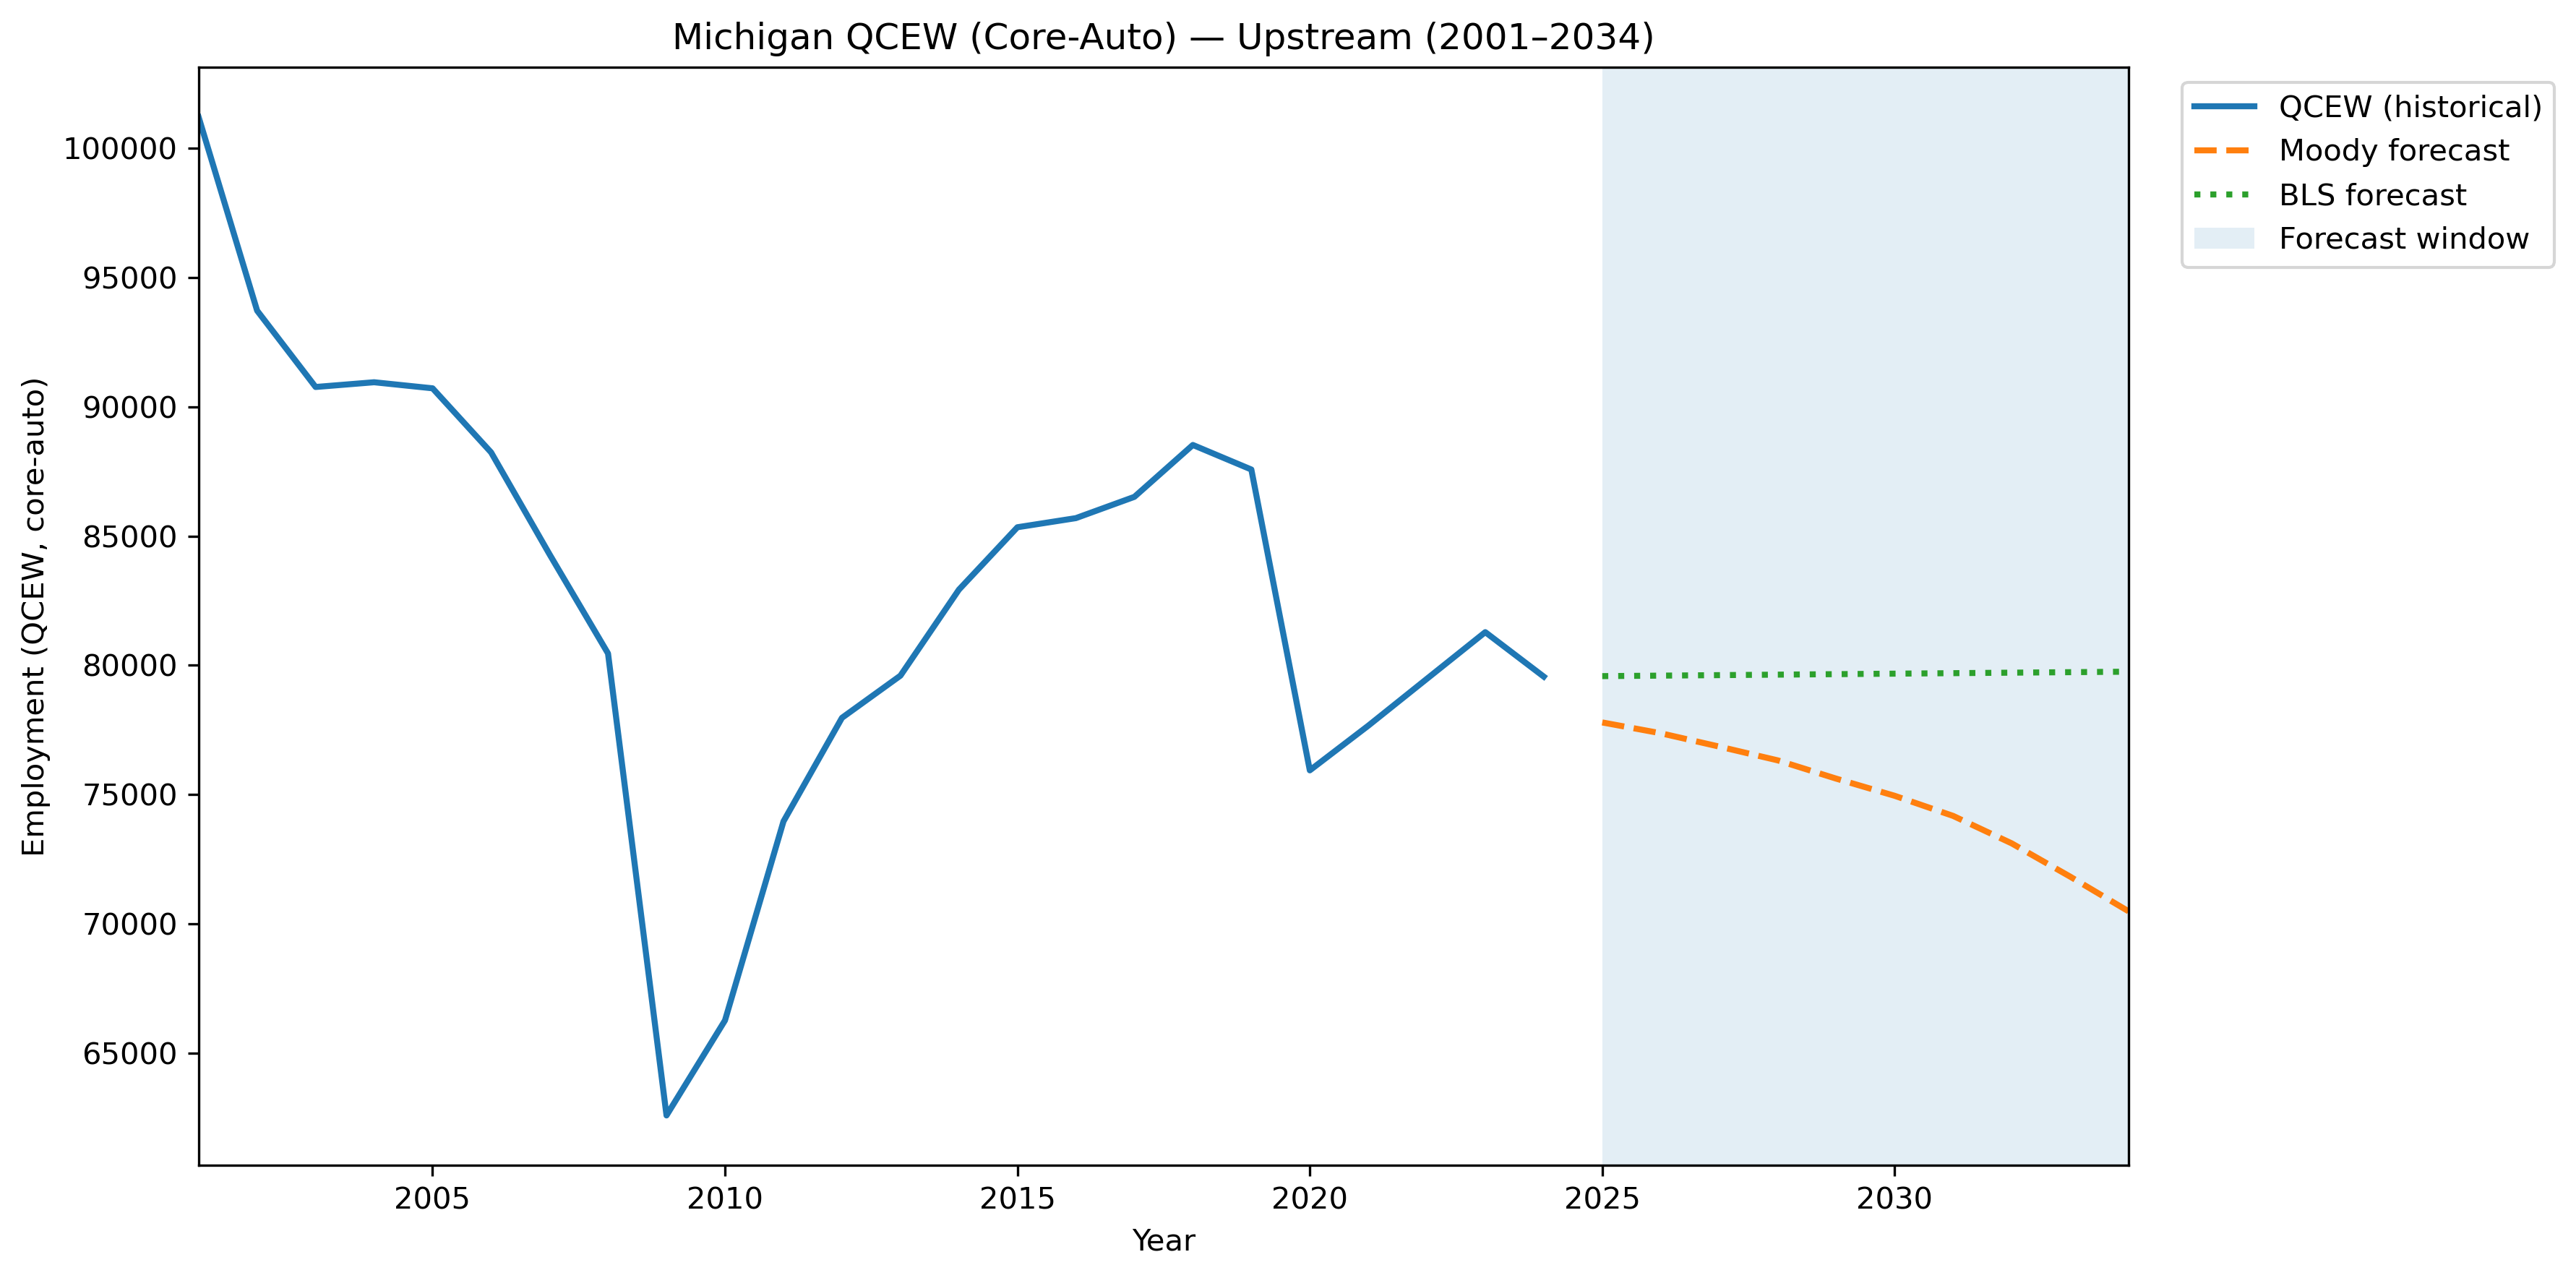 Michigan QCEW (Core-Auto) — Upstream (2001–2034)
QCEW (historical)
Moody forecast
BLS forecast
Forecast window
Employment (QCEW, core-auto)
100000
95000
90000
85000
80000
75000
70000
65000
2005 2010 2015 2020 2025 2030
Year